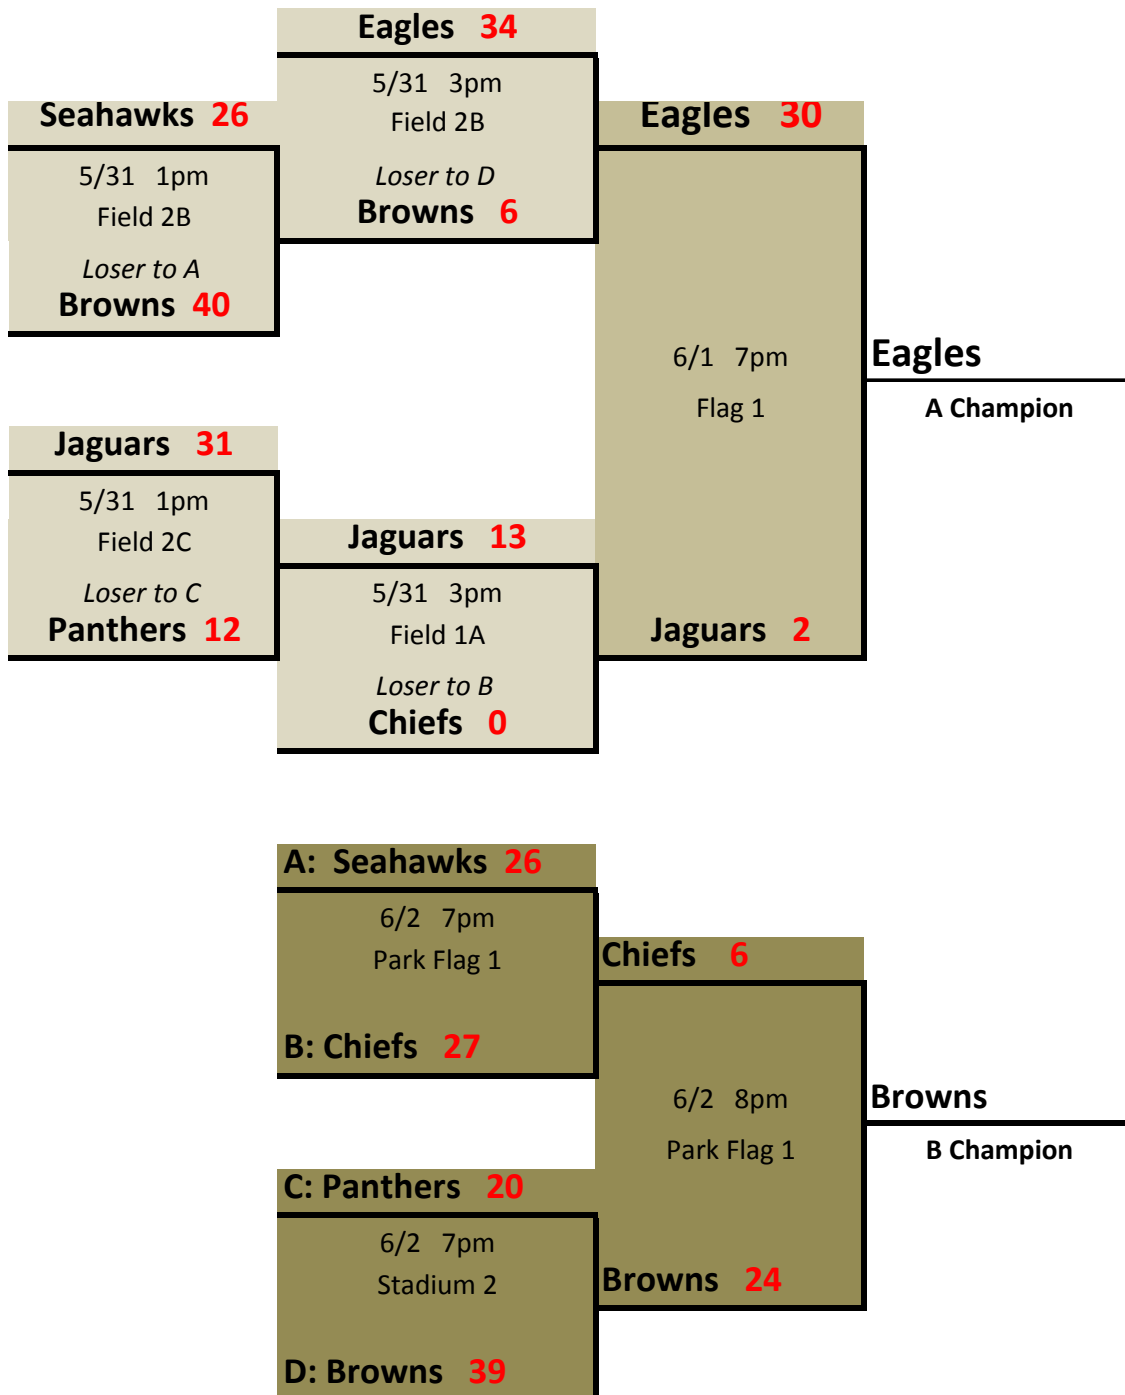 Eagles 34
5/31 3pm
Field 2B
Loser to D
Browns 6
Seahawks 26
5/31 1pm
Field 2B
Loser to A
Browns 40
Eagles 30
6/1 7pm
Flag 1
Jaguars 2
Eagles
A Champion
Jaguars 31
5/31 1pm
Field 2C
Loser to C
Panthers 12
Jaguars 13
5/31 3pm
Field 1A
Loser to B
Chiefs 0
A: Seahawks 26
6/2 7pm
Park Flag 1
B: Chiefs 27
Chiefs 6
6/2 8pm
Park Flag 1
Browns 24
Browns
B Champion
C: Panthers 20
6/2 7pm
Stadium 2
D: Browns 39